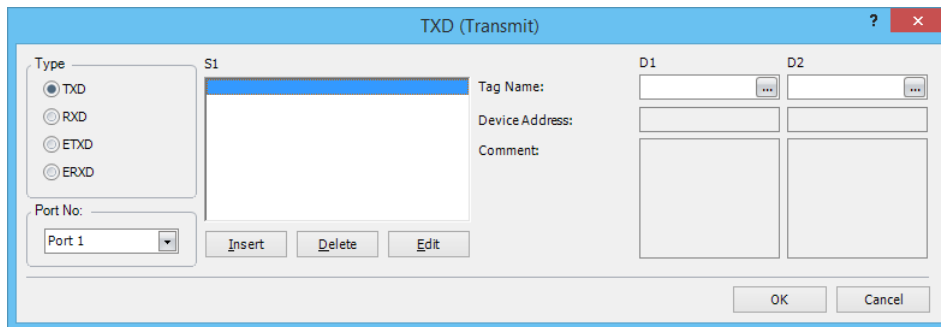 TXD (Transmit)
?
×
Type
TXD
RXD
ETXD
ERXD
Port No:
Port 1
S1
Insert
Delete
Edit
Tag Name:
Device Address:
Comment:
D1
...
D2
...
OK
Cancel